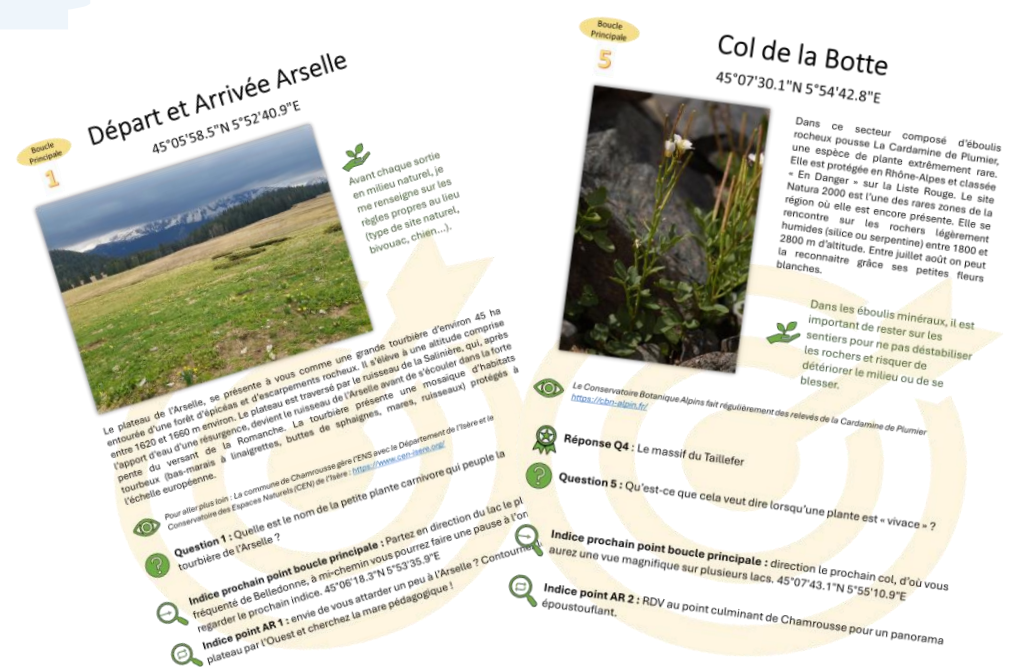 Boucle
Principale
1
Départ et Arrivée Arselle
45°05'58.5"N 5°52'40.9"E
Avant chaque sortie
en milieu naturel, je
me renseigne sur les
règles propres au lieu
(type de site naturel,
bivouac, chien...).
Le plateau de l'Arselle, se présente à vous comme une grande tourbière d'environ 45 ha
entourée d'une forêt d'épicéas et d'escarpements rocheux. Il s'élève à une altitude comprise
entre 1620 et 1660 m environ. Le plateau est traversé par le ruisseau de la Salinière, qui, après
l'apport d'eau d'une résurgence, devient le ruisseau de l'Arselle avant de s'écouler dans la forte
pente du versant de la Romanche. La tourbière présente une mosaïque d'habitats
tourbeux (bas-marais à linaigrettes, buttes de sphaignes, mares, ruisseaux) protégés à
l'échelle européenne.
Pour aller plus loin : La commune de Chamrousse gère l'ENS avec le Département de l'Isère et le
Conservatoire des Espaces Naturels (CEN) de l'Isère : https://www.cen-isere.org/
Question 1 : Quelle est le nom de la petite plante carnivore qui peuple la
tourbière de l'Arselle ?
Indice prochain point boucle principale : Partez en direction du lac le pl
fréquenté de Belledonne, à mi-chemin vous pourrez faire une pause à l'on
regarder le prochain indice. 45°06'18.3"N 5°53'35.9"E
Indice point AR 1 : envie de vous attarder un peu à l'Arselle ? Contourne
plateau par l'Ouest et cherchez la mare pédagogique !
Boucle
Principale
5
Col de la Botte
45°07'30.1"N 5°54'42.8"E
Dans ce secteur composé d'éboulis
rocheux pousse La Cardamine de Plumier,
une espèce de plante extrêmement rare.
Elle est protégée en Rhône-Alpes et classée
« En Danger » sur la Liste Rouge. Le site
Natura 2000 est l'une des rares zones de la
région où elle est encore présente. Elle se
rencontre sur les rochers légèrement
humides (silice ou serpentine) entre 1800 et
2800 m d'altitude. Entre juillet août on peut
la reconnaitre grâce ses petites fleurs
blanches.
Dans les éboulis minéraux, il est
important de rester sur les
sentiers pour ne pas déstabiliser
les rochers et risquer de
détériorer le milieu ou de se
blesser.
Le Conservatoire Botanique Alpins fait régulièrement des relevés de la Cardamine de Plumier
https://cbn-alpin.fr/
Réponse Q4 : Le massif du Taillefer
Question 5 : Qu'est-ce que cela veut dire lorsqu'une plante est « vivace » ?
Indice prochain point boucle principale : direction le prochain col, d'où vous
aurez une vue magnifique sur plusieurs lacs. 45°07'43.1"N 5°55'10.9"E
Indice point AR 2 : RDV au point culminant de Chamrousse pour un panorama
époustouflant.